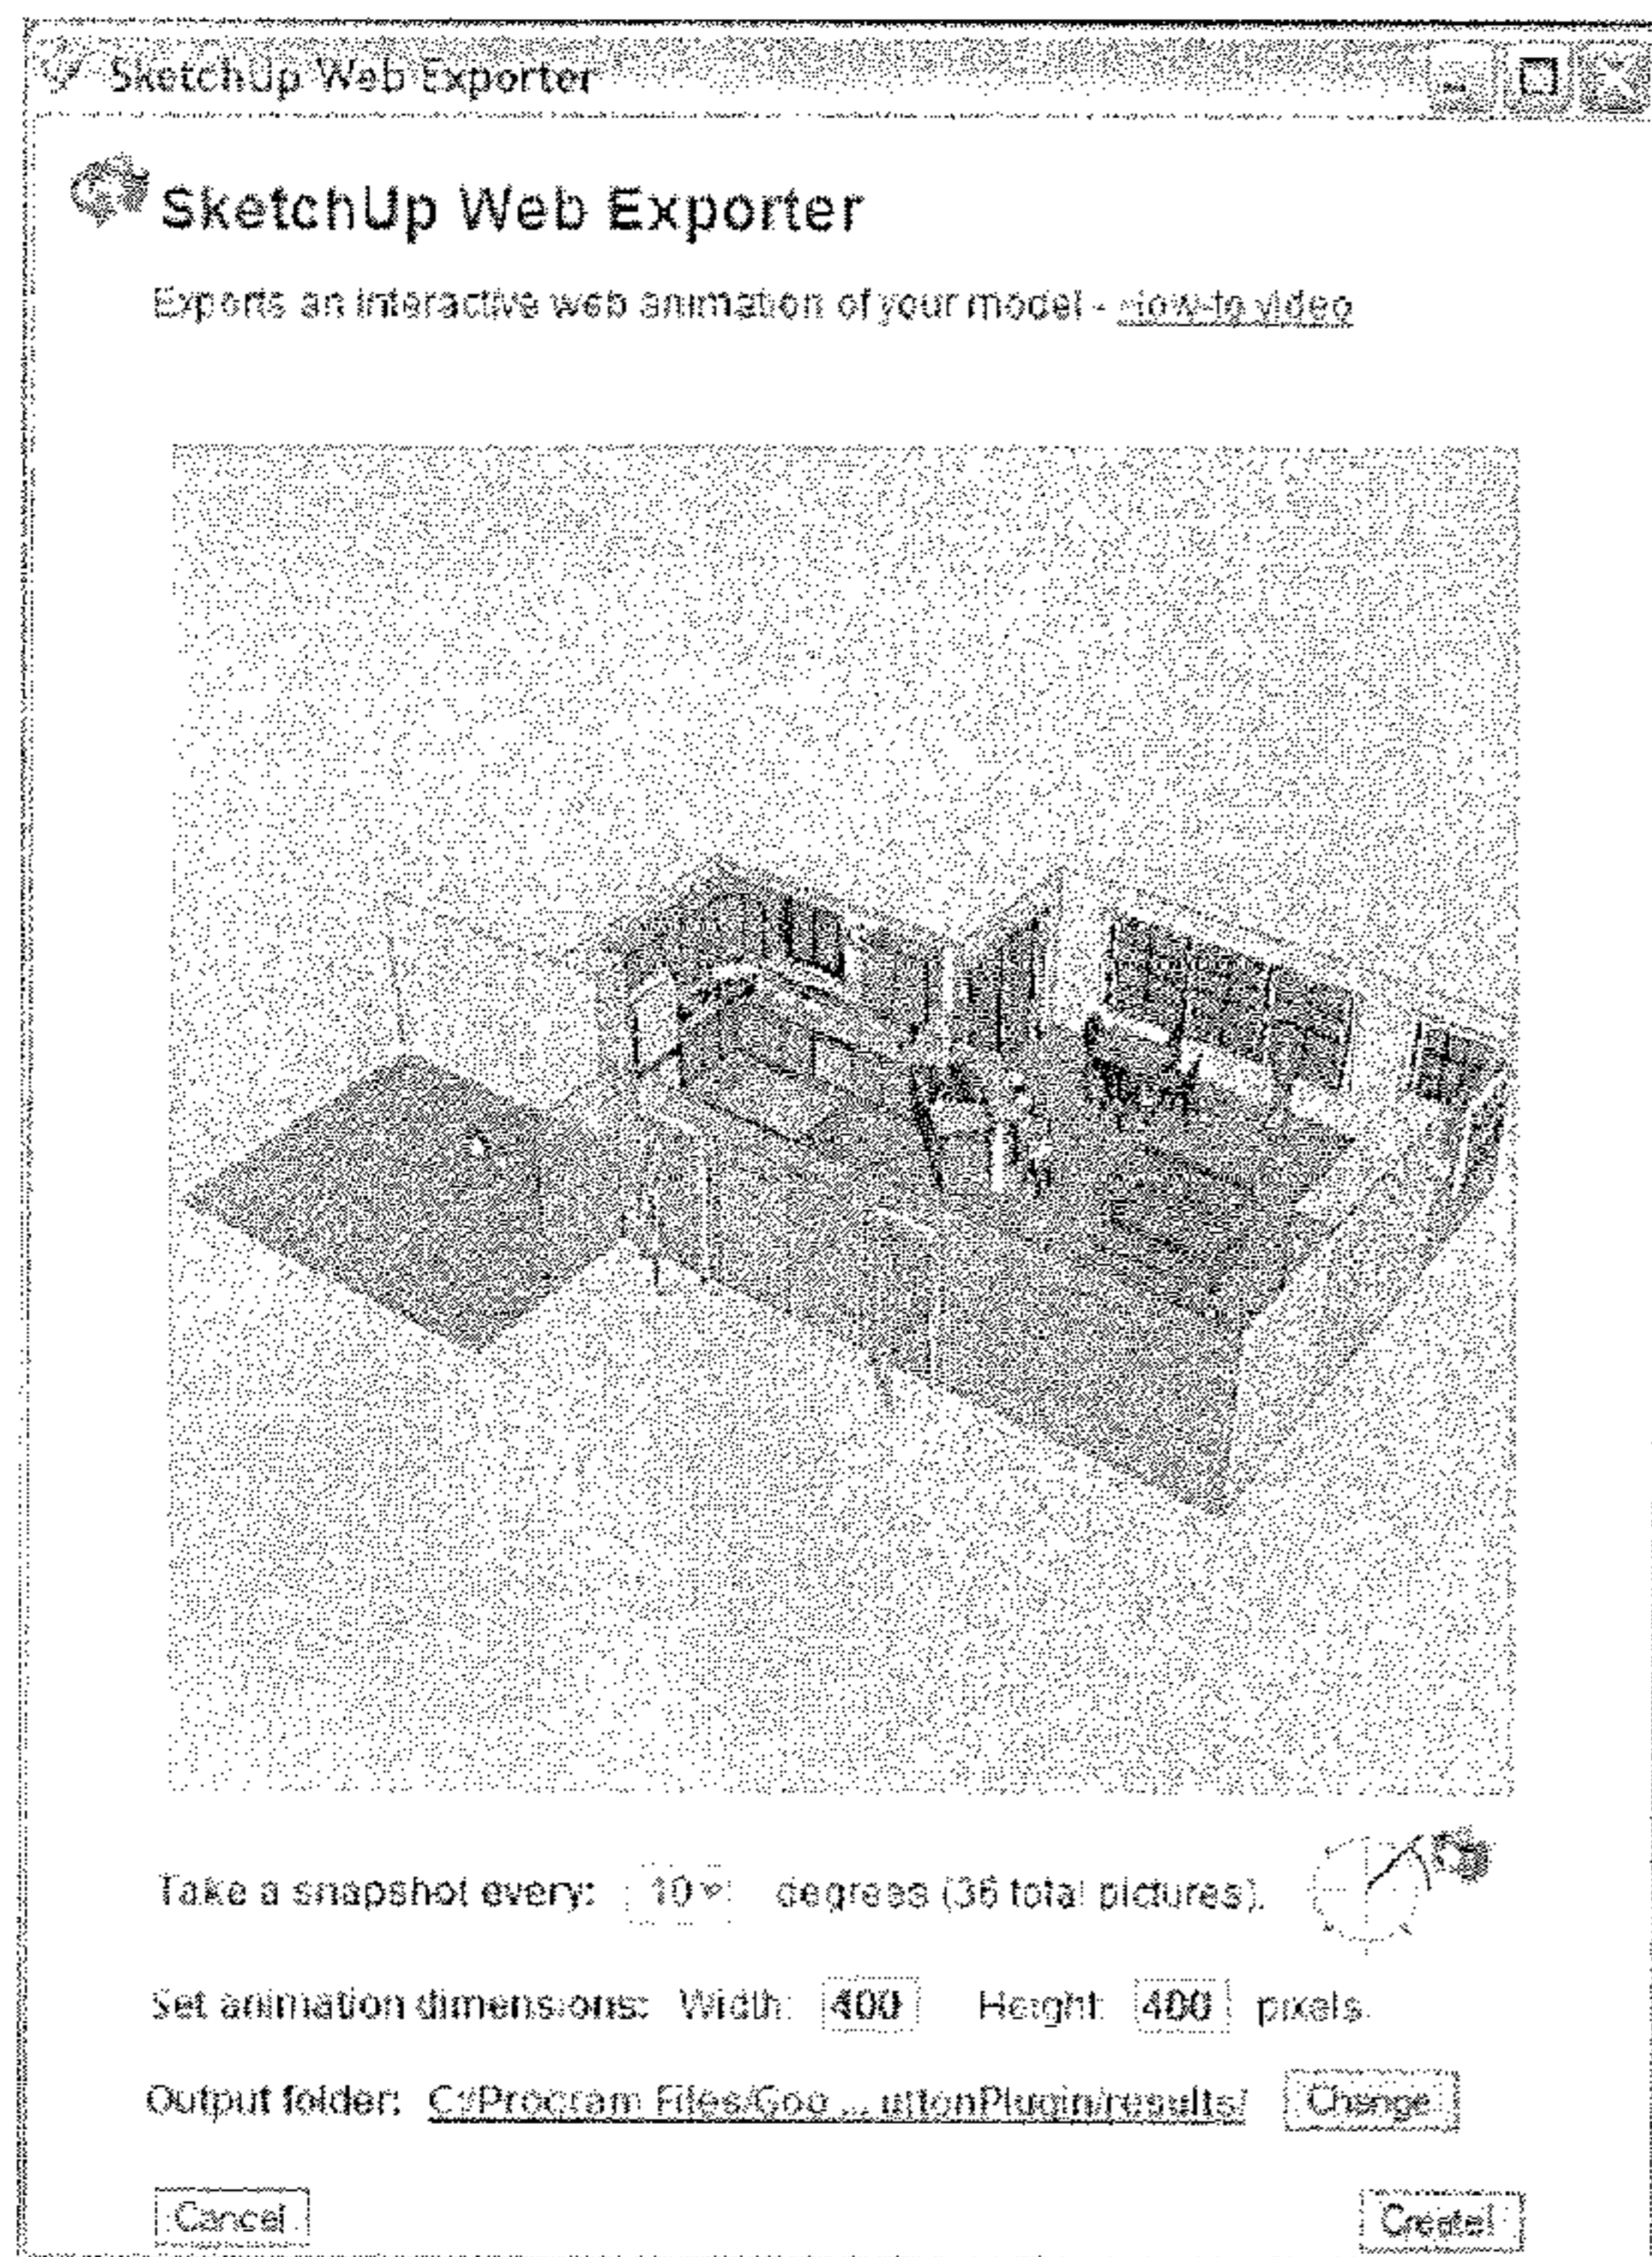 SketchUp Web Exporter
SketchUp Web Exporter
Exports an interactive web animation of your model - How-to video
Take a snapshot every: 10 degrees (36 total pictures).
Set animation dimensions: Width: 400 Height: 400 pixels.
Output folder: C:/Program Files/Goo ... uttonPlugin/results/ Change
Cancel Create!